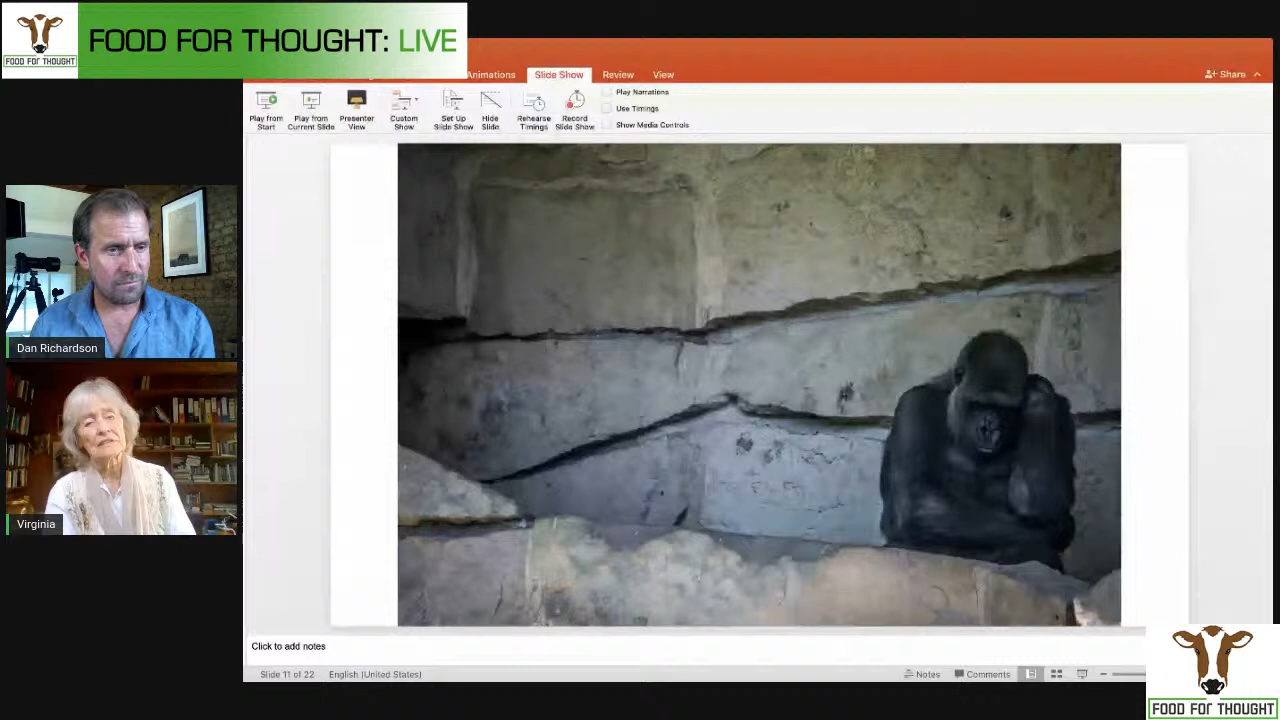 FOOD FOR THOUGHT: LIVE
FOOD FOR THOUGHT
Animations
Slide Show
Review
View
Share
Play from Start
Play from Current Slide
Presenter View
Custom Show
Set Up Slide Show
Hide Slide
Rehearse Timings
Record Slide Show
Play Narrations
Use Timings
Show Media Controls
Dan Richardson
Virginia
Click to add notes
Slide 11 of 22
English (United States)
Notes
Comments
FOOD FOR THOUGHT